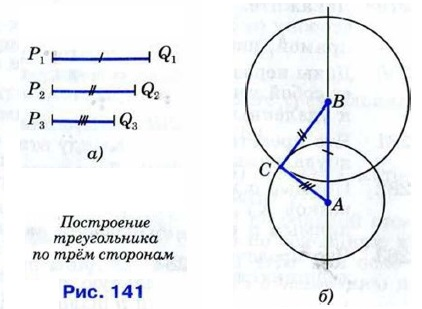 P₁ Q₁
P₂ Q₂
P₃ Q₃
а)
Построение
треугольника
по трём сторонам
Рис. 141
B
C
A
б)